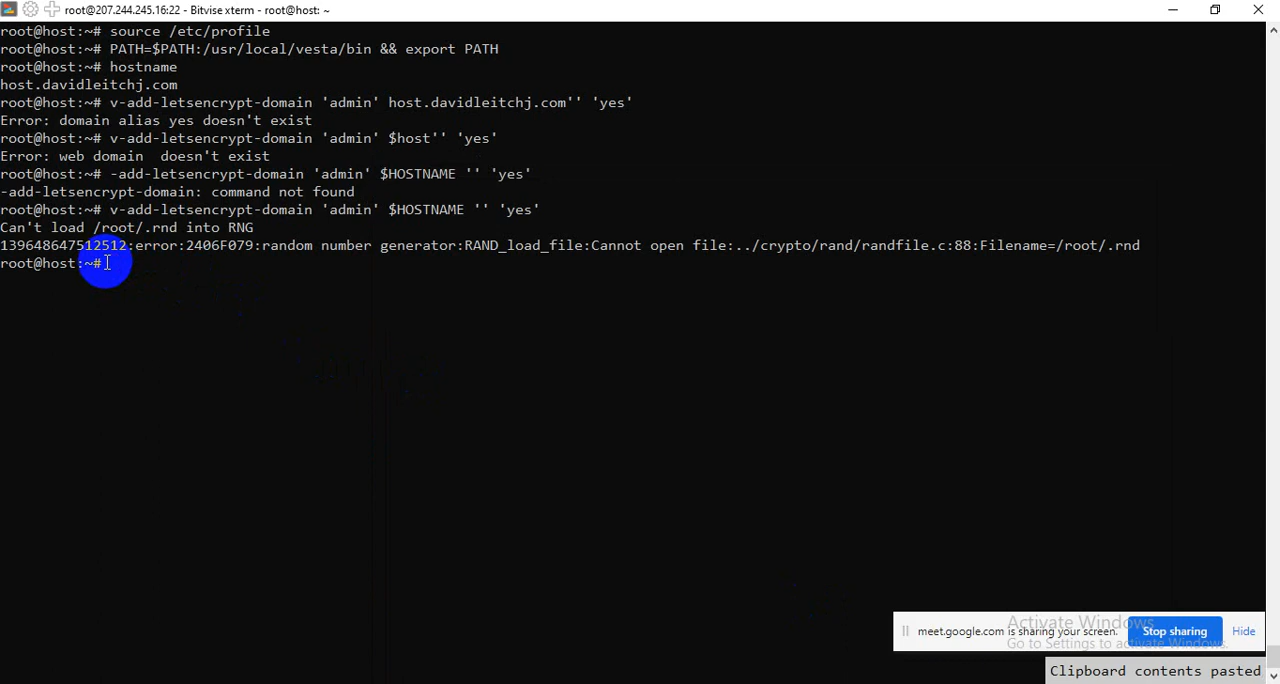 root@207.244.245.16:22 - Bitvise xterm - root@host: ~
root@host:~# source /etc/profile
root@host:~# PATH=$PATH:/usr/local/vesta/bin && export PATH
root@host:~# hostname
host.davidleitchj.com
root@host:~# v-add-letsencrypt-domain 'admin' host.davidleitchj.com'' 'yes'
Error: domain alias yes doesn't exist
root@host:~# v-add-letsencrypt-domain 'admin' $host'' 'yes'
Error: web domain  doesn't exist
root@host:~# -add-letsencrypt-domain 'admin' $HOSTNAME '' 'yes'
-add-letsencrypt-domain: command not found
root@host:~# v-add-letsencrypt-domain 'admin' $HOSTNAME '' 'yes'
Can't load /root/.rnd into RNG
139648647512512:error:2406F079:random number generator:RAND_load_file:Cannot open file:../crypto/rand/randfile.c:88:Filename=/root/.rnd
root@host:~#
Activate Windows
meet.google.com is sharing your screen. Stop sharing Hide
Go to Settings to activate Windows.
Clipboard contents pasted